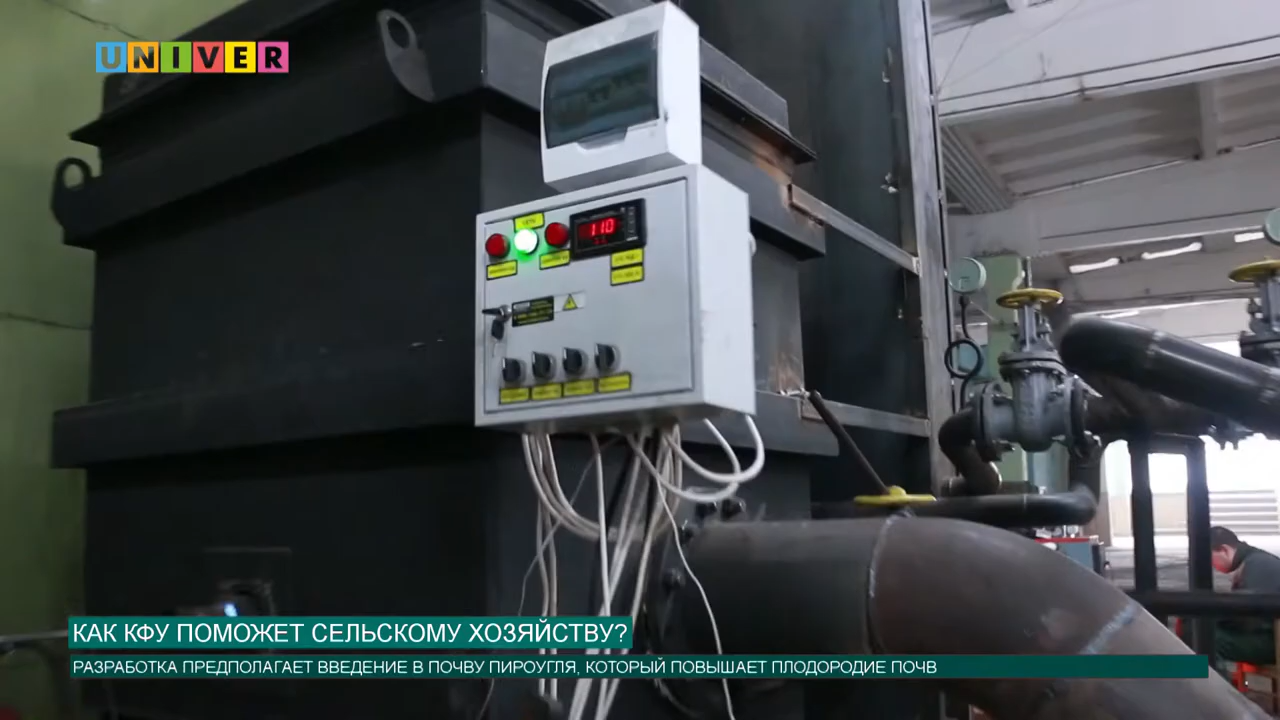 UNIVER
110
КАК КФУ ПОМОЖЕТ СЕЛЬСКОМУ ХОЗЯЙСТВУ?
РАЗРАБОТКА ПРЕДПОЛАГАЕТ ВВЕДЕНИЕ В ПОЧВУ ПИРОУГЛЯ, КОТОРЫЙ ПОВЫШАЕТ ПЛОДОРОДИЕ ПОЧВ